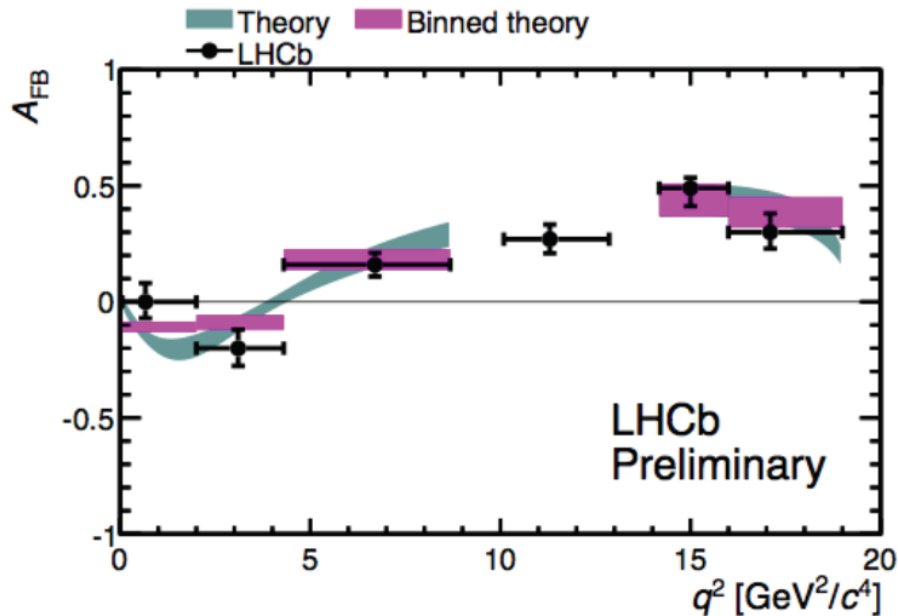 Theory Binned theory
LHCb
A_FB
1
0.5
0
-0.5
-1
LHCb
Preliminary
0 5 10 15 20
q² [GeV²/c⁴]